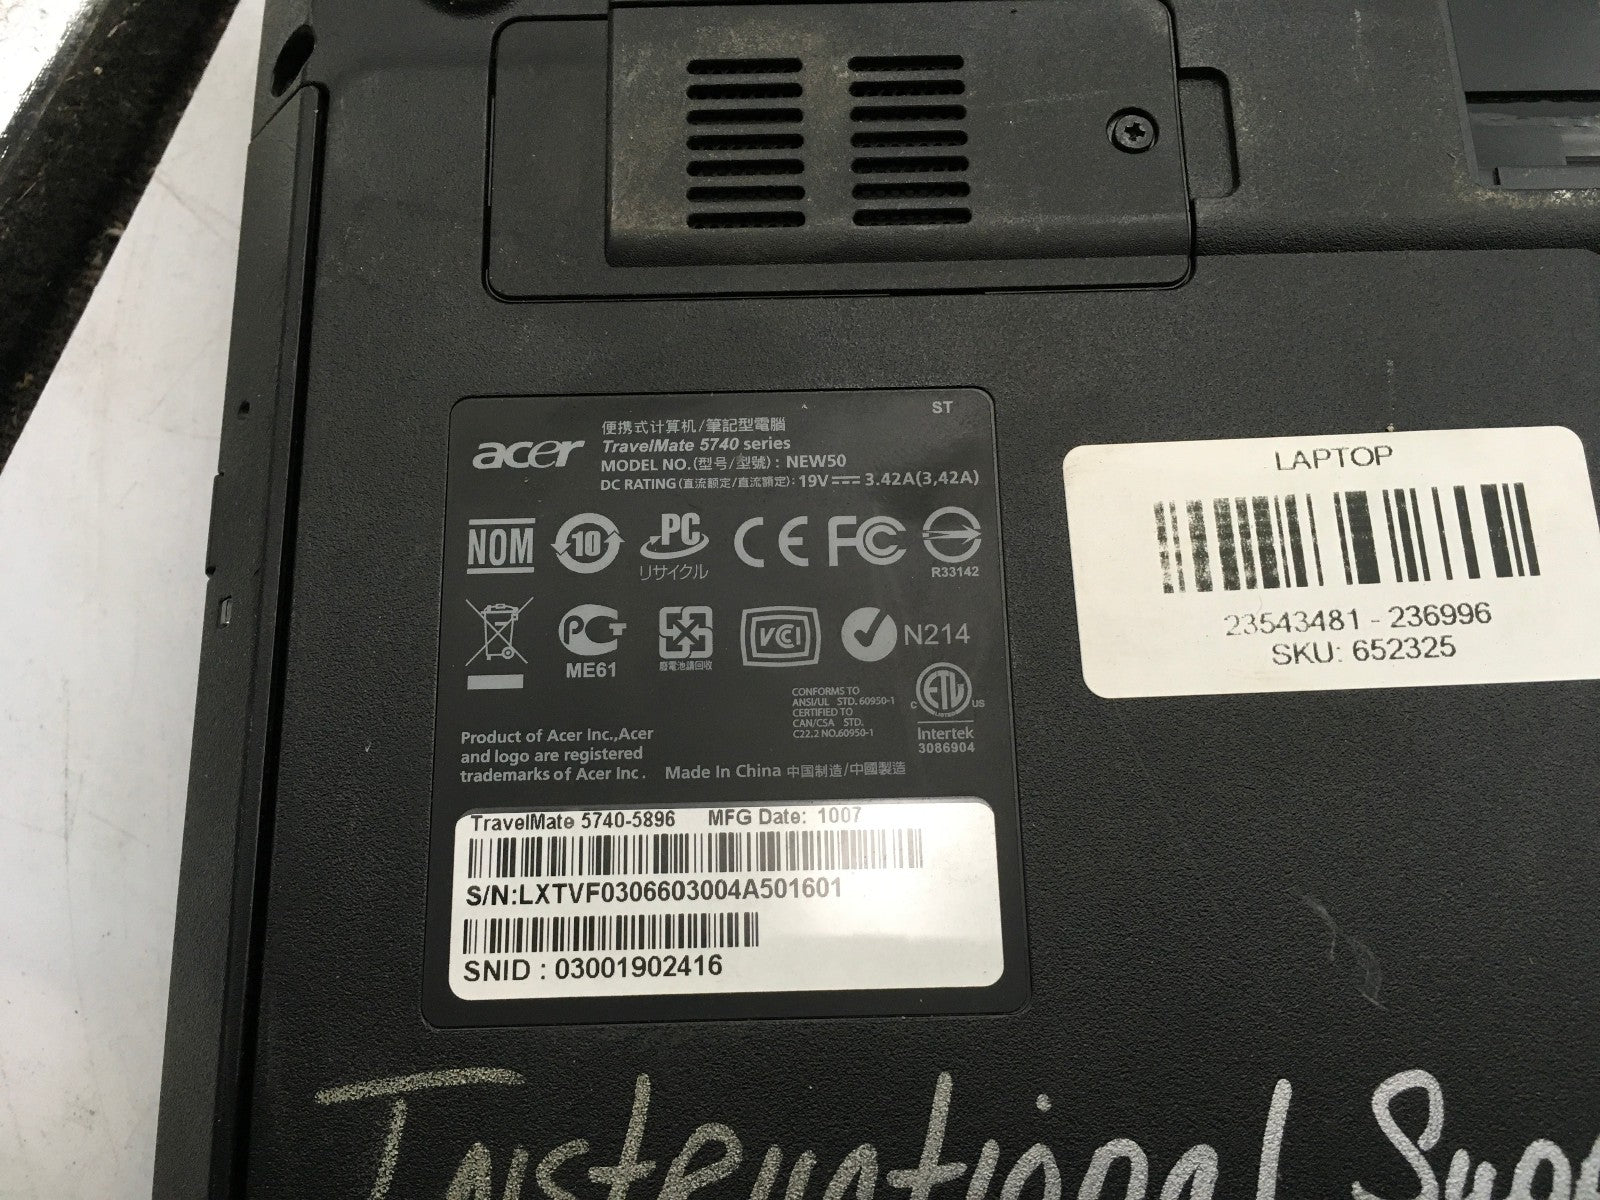 ST
acer
便携式计算机/筆記型電腦
TravelMate 5740 series
MODEL NO.(型号/型號): NEW50
DC RATING(直流额定/直流額定): 19V 3.42A(3,42A)
NOM
10
PC
リサイクル
CE
FC
R33142
PCT
ME61
廢電池請回收
VCI
N214
CONFORMS TO
ANSI/UL STD. 60950-1
CERTIFIED TO
CAN/CSA STD.
C22.2 NO.60950-1
ETL
LISTED
C US
Intertek
3086904
Product of Acer Inc.,Acer
and logo are registered
trademarks of Acer Inc.
Made In China 中国制造/中國製造
TravelMate 5740-5896 MFG Date: 1007
S/N:LXTVF0306603004A501601
SNID : 03001902416
LAPTOP
23543481 - 236996
SKU: 652325
Instructional